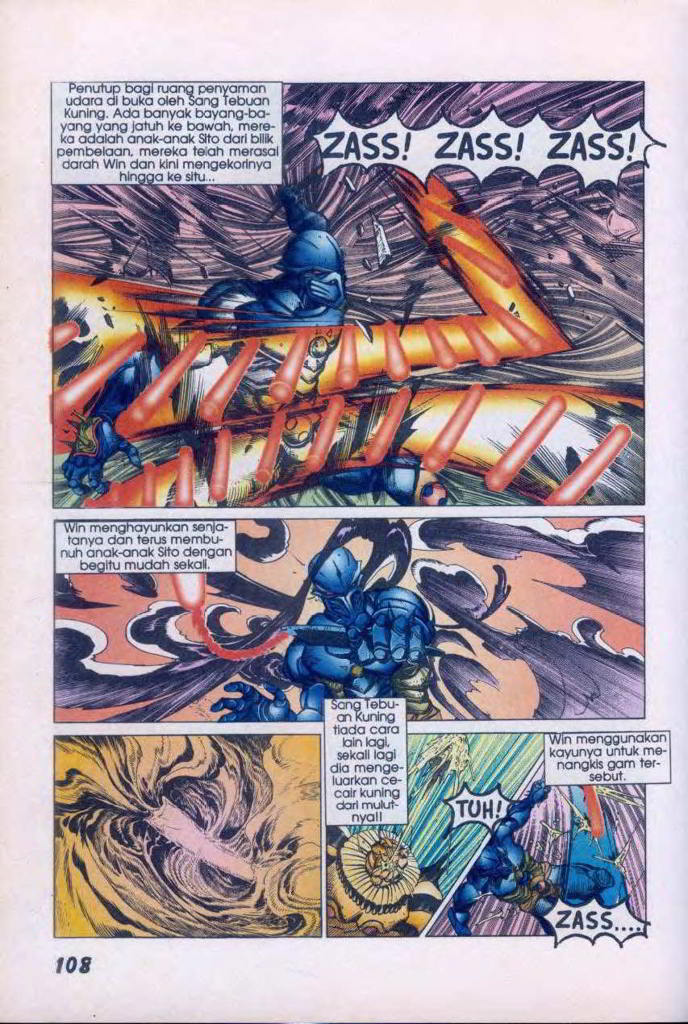 Penutup bagi ruang penyaman
udara di buka oleh Sang Tebuan
Kuning. Ada banyak bayang-ba-
yang yang jatuh ke bawah, mere-
ka adalah anak-anak Sito dari bilik
pembelaan, mereka telah merasai
darah Win dan kini mengekorinya
hingga ke situ...
ZASS! ZASS! ZASS!
Win menghayunkan senja-
tanya dan terus membu-
nuh anak-anak Sito dengan
begitu mudah sekali.
Sang Tebu-
an Kuning
tiada cara
lain lagi,
sekali lagi
dia menge-
luarkan ce-
cair kuning
dari mulut-
nya!!
Win menggunakan
kayunya untuk me-
nangkis gam ter-
sebut.
TUH!
ZASS....
108